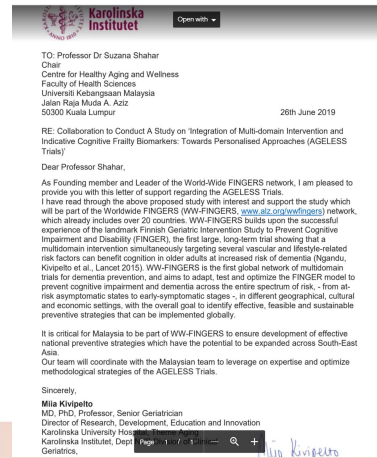 Karolinska
Institutet
ANNO 1810
Open with
TO: Professor Dr Suzana Shahar
Chair
Centre for Healthy Aging and Wellness
Faculty of Health Sciences
Universiti Kebangsaan Malaysia
Jalan Raja Muda A. Aziz
50300 Kuala Lumpur 26th June 2019
RE: Collaboration to Conduct A Study on 'Integration of Multi-domain Intervention and
Indicative Cognitive Frailty Biomarkers: Towards Personalised Approaches (AGELESS
Trials)'
Dear Professor Shahar,
As Founding member and Leader of the World-Wide FINGERS network, I am pleased to
provide you with this letter of support regarding the AGELESS Trials.
I have read through the above proposed study with interest and support the study which
will be part of the Worldwide FINGERS (WW-FINGERS, www.alz.org/wwfingers) network,
which already includes over 20 countries. WW-FINGERS builds upon the successful
experience of the landmark Finnish Geriatric Intervention Study to Prevent Cognitive
Impairment and Disability (FINGER), the first large, long-term trial showing that a
multidomain intervention simultaneously targeting several vascular and lifestyle-related
risk factors can benefit cognition in older adults at increased risk of dementia (Ngandu,
Kivipelto et al., Lancet 2015). WW-FINGERS is the first global network of multidomain
trials for dementia prevention, and aims to adapt, test and optimize the FINGER model to
prevent cognitive impairment and dementia across the entire spectrum of risk, - from at-
risk asymptomatic states to early-symptomatic stages -, in different geographical, cultural
and economic settings, with the overall goal to identify effective, feasible and sustainable
preventive strategies that can be implemented globally.
It is critical for Malaysia to be part of WW-FINGERS to ensure development of effective
national preventive strategies which have the potential to be expanded across South-East
Asia.
Our team will coordinate with the Malaysian team to leverage on expertise and optimize
methodological strategies of the AGELESS Trials.
Sincerely,
Miia Kivipelto
MD, PhD, Professor, Senior Geriatrician
Director of Research, Development, Education and Innovation
Karolinska University Hospital, Theme Aging
Karolinska Institutet, Dept of Clinical
Geriatrics,
Page 1 / 1
Miia Kivipelto